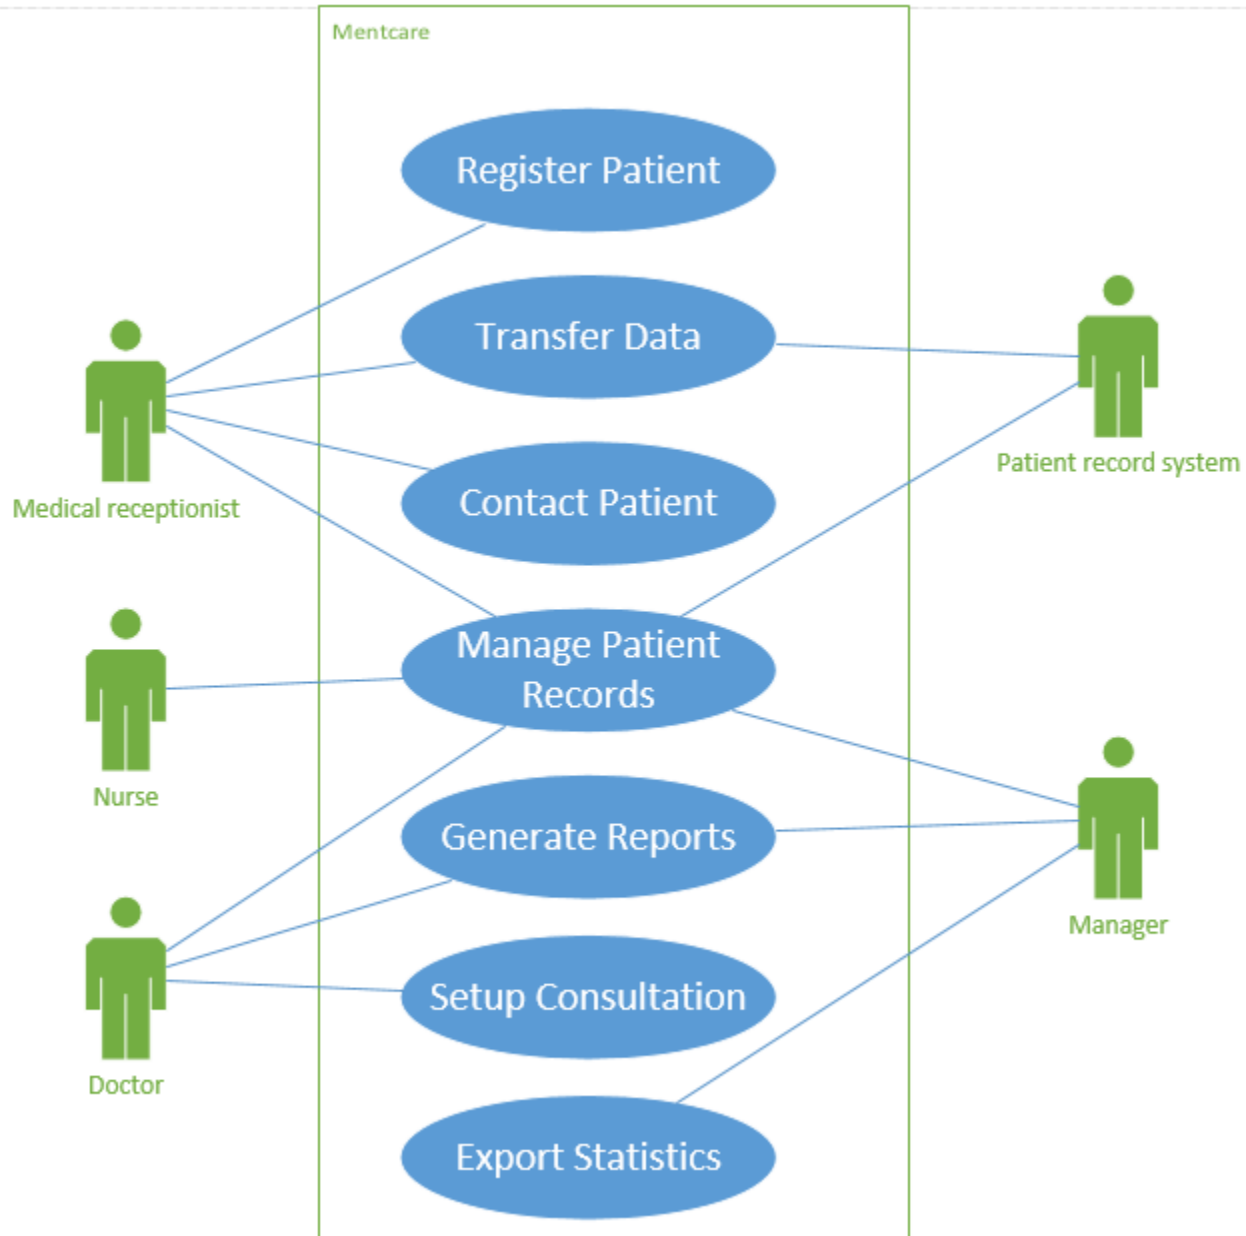 Mentcare
Register Patient
Transfer Data
Contact Patient
Manage Patient
Records
Generate Reports
Setup Consultation
Export Statistics
Medical receptionist
Nurse
Doctor
Patient record system
Manager